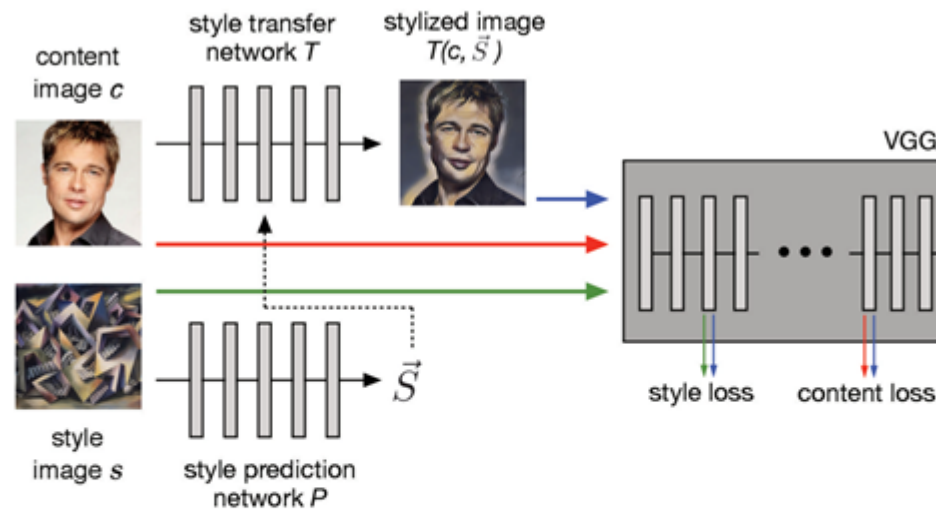 style transfer
network T
stylized image
T(c, S⃗ )
content
image c
VGG
S⃗
style loss
content loss
style
image s
style prediction
network P